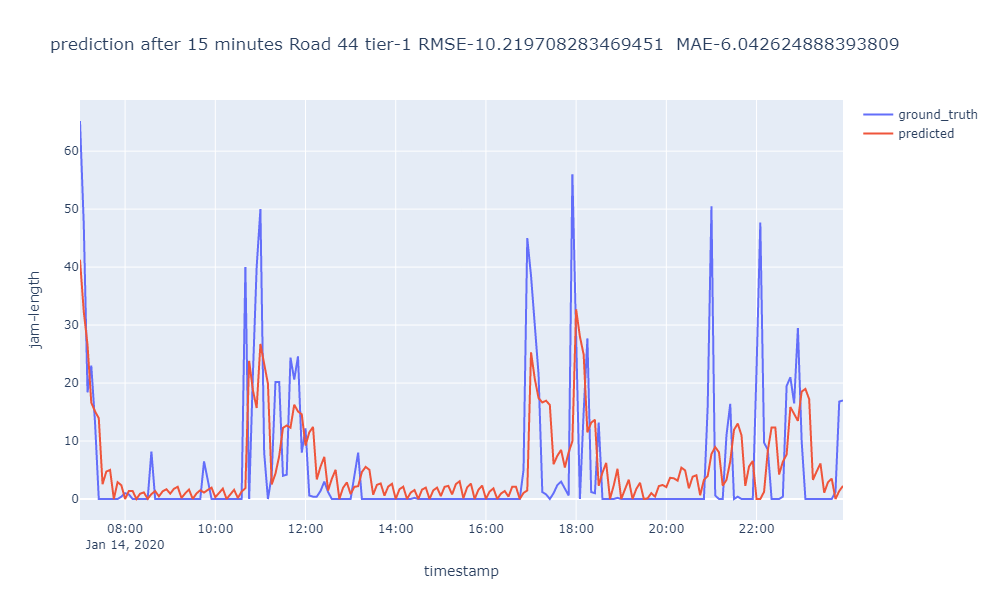 prediction after 15 minutes Road 44 tier-1 RMSE-10.219708283469451  MAE-6.042624888393809
ground_truth
predicted
60
50
40
30
20
10
0
jam-length
08:00 10:00 12:00 14:00 16:00 18:00 20:00 22:00
Jan 14, 2020
timestamp